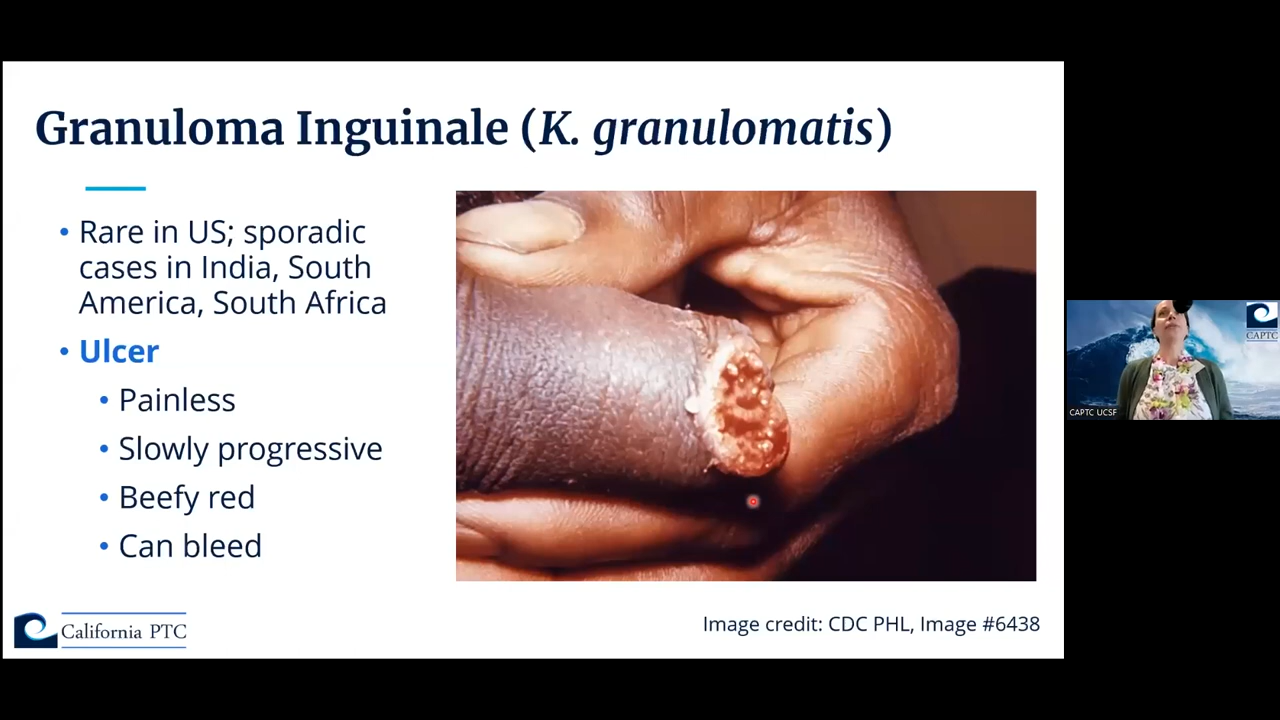 Granuloma Inguinale (K. granulomatis)
• Rare in US; sporadic
cases in India, South
America, South Africa
• Ulcer
• Painless
• Slowly progressive
• Beefy red
• Can bleed
California PTC
Image credit: CDC PHL, Image #6438
CAPTC
CAPTC UCSF